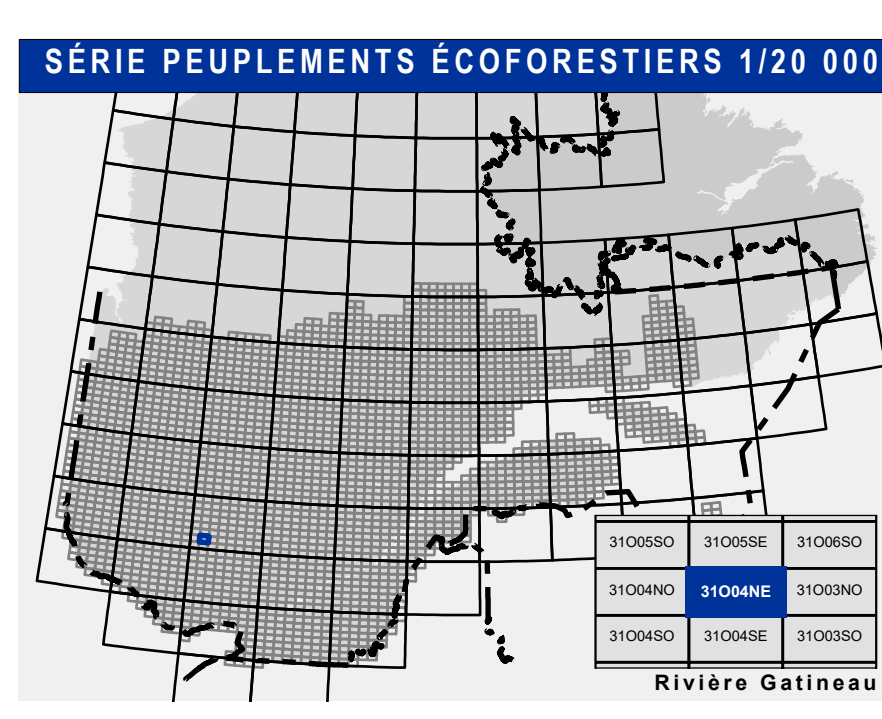 SÉRIE PEUPLEMENTS ÉCOFORESTIERS 1/20 000
31O05SO 31O05SE 31O06SO
31O04NO 31O04NE 31O03NO
31O04SO 31O04SE 31O03SO
Rivière Gatineau